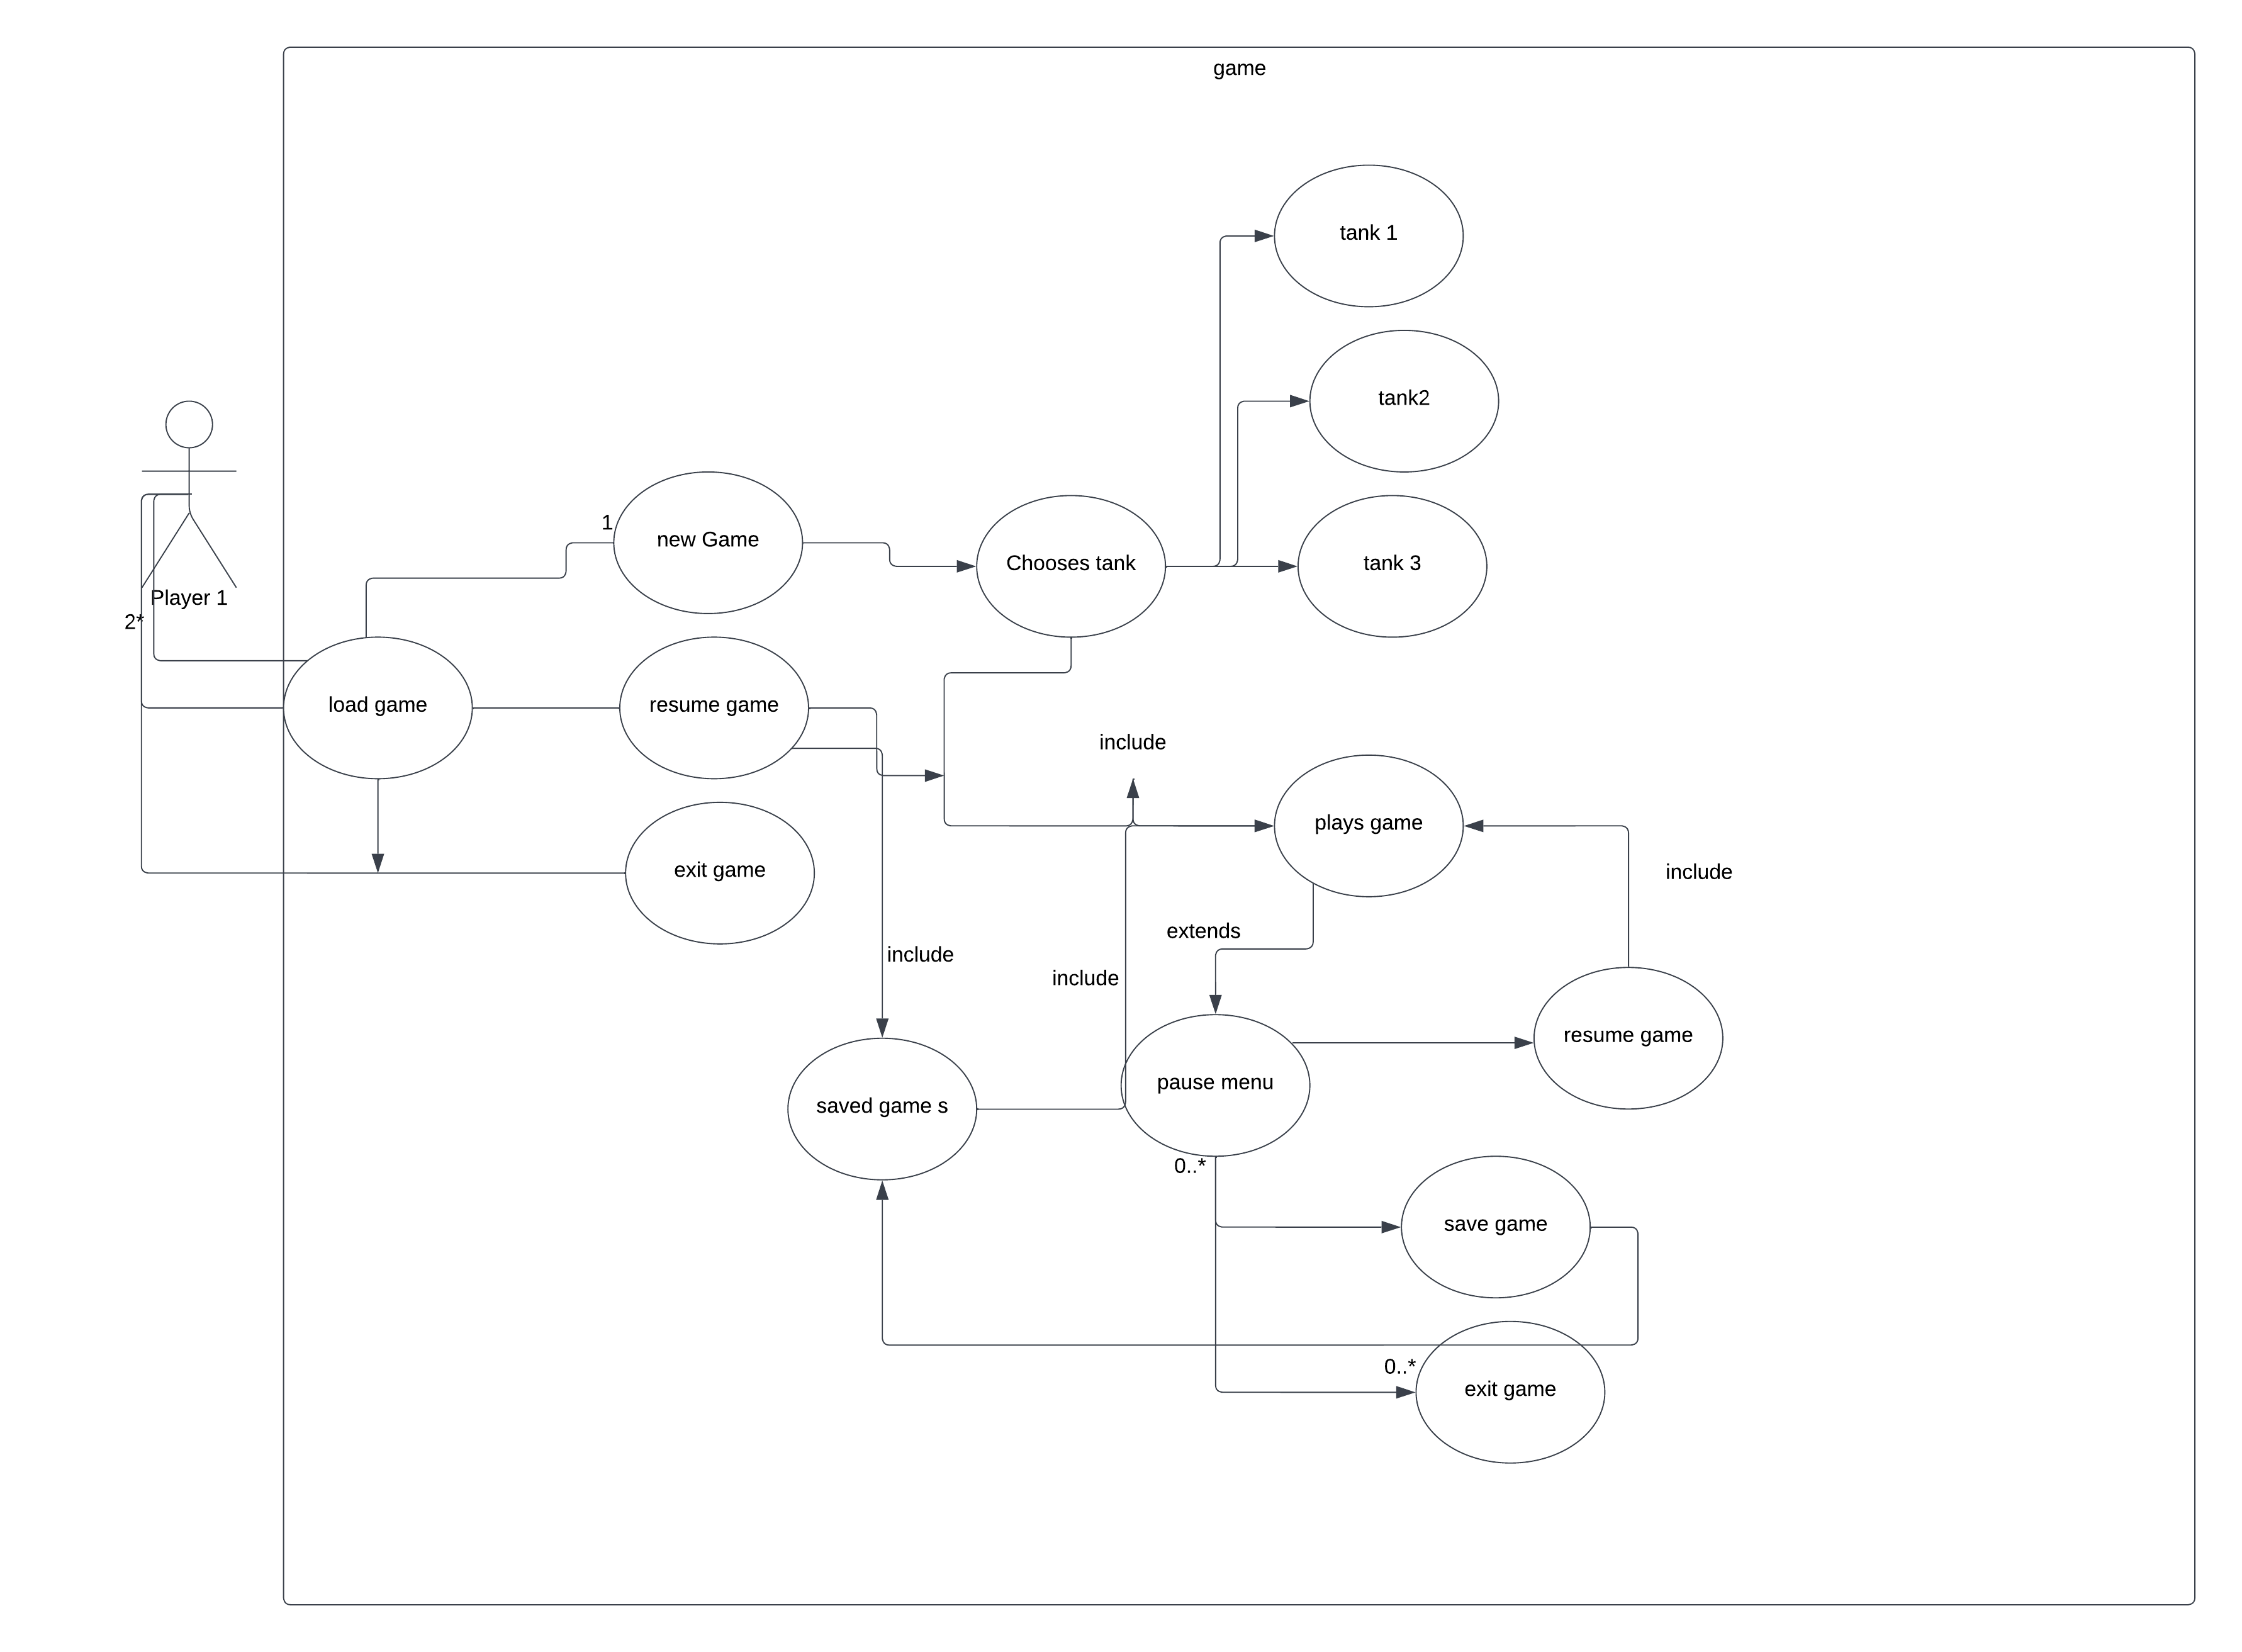 game
tank 1
tank2
1
new Game
Chooses tank
tank 3
Player 1
2*
load game
resume game
include
plays game
exit game
include
extends
include
include
resume game
pause menu
saved game s
0..*
save game
0..*
exit game